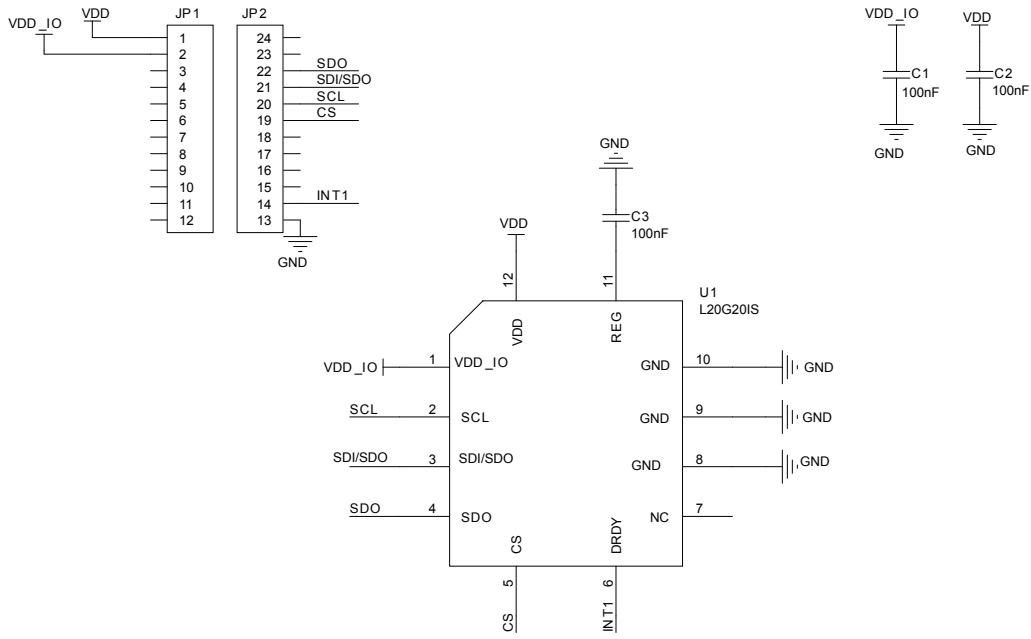 JP1
JP2
VDD
VDD_IO
1
2
3
4
5
6
7
8
9
10
11
12
24
23
22
21
20
19
18
17
16
15
14
13
SDO
SDI/SDO
SCL
CS
INT1
GND
VDD_IO
C1
100nF
GND
VDD
C2
100nF
GND
GND
C3
100nF
VDD
12
11
U1
L20G20IS
VDD
REG
VDD_IO
1
VDD_IO
SCL
2
SCL
SDI/SDO
3
SDI/SDO
SDO
4
SDO
GND
10
GND
GND
9
GND
GND
8
GND
NC
7
CS
DRDY
5
6
CS
INT1